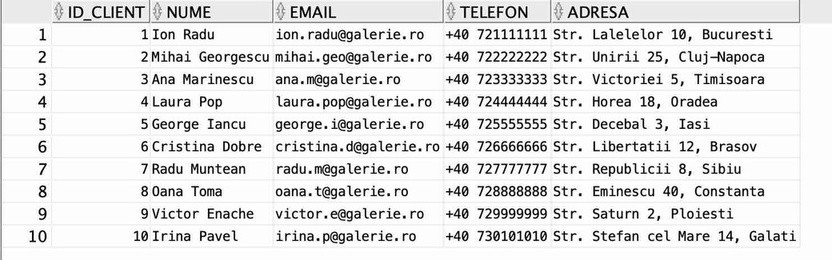 ID_CLIENT NUME EMAIL TELEFON ADRESA
1 1 Ion Radu ion.radu@galerie.ro +40 721111111 Str. Lalelelor 10, Bucuresti
2 2 Mihai Georgescu mihai.geo@galerie.ro +40 722222222 Str. Unirii 25, Cluj-Napoca
3 3 Ana Marinescu ana.m@galerie.ro +40 723333333 Str. Victoriei 5, Timisoara
4 4 Laura Pop laura.pop@galerie.ro +40 724444444 Str. Horea 18, Oradea
5 5 George Iancu george.i@galerie.ro +40 725555555 Str. Decebal 3, Iasi
6 6 Cristina Dobre cristina.d@galerie.ro +40 726666666 Str. Libertatii 12, Brasov
7 7 Radu Muntean radu.m@galerie.ro +40 727777777 Str. Republicii 8, Sibiu
8 8 Oana Toma oana.t@galerie.ro +40 728888888 Str. Eminescu 40, Constanta
9 9 Victor Enache victor.e@galerie.ro +40 729999999 Str. Saturn 2, Ploiesti
10 10 Irina Pavel irina.p@galerie.ro +40 730101010 Str. Stefan cel Mare 14, Galati